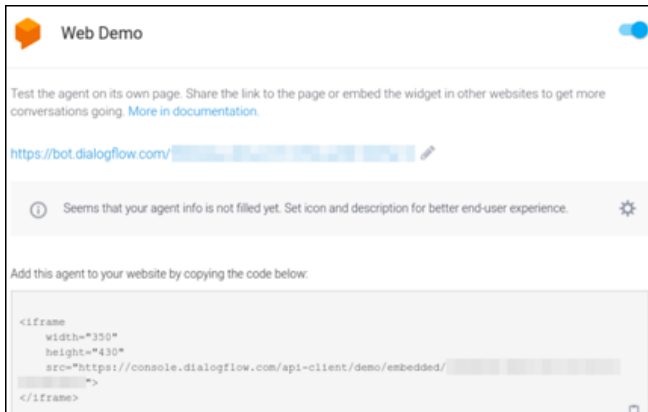 Web Demo
Test the agent on its own page. Share the link to the page or embed the widget in other websites to get more
conversations going. More in documentation.
https://bot.dialogflow.com/
Seems that your agent info is not filled yet. Set icon and description for better end-user experience.
Add this agent to your website by copying the code below:
<iframe
width="350"
height="430"
src="https://console.dialogflow.com/api-client/demo/embedded/
">
</iframe>